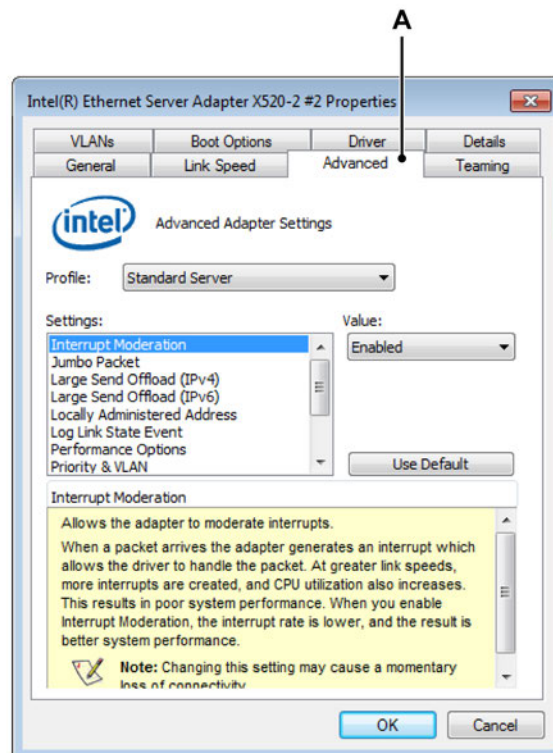 A
Intel(R) Ethernet Server Adapter X520-2 #2 Properties
VLANs Boot Options Driver Details
General Link Speed Advanced Teaming
intel Advanced Adapter Settings
Profile: Standard Server
Settings: Value:
Interrupt Moderation Enabled
Jumbo Packet
Large Send Offload (IPv4)
Large Send Offload (IPv6)
Locally Administered Address
Log Link State Event
Performance Options
Priority & VLAN Use Default
Interrupt Moderation
Allows the adapter to moderate interrupts.
When a packet arrives the adapter generates an interrupt which
allows the driver to handle the packet. At greater link speeds,
more interrupts are created, and CPU utilization also increases.
This results in poor system performance. When you enable
Interrupt Moderation, the interrupt rate is lower, and the result is
better system performance.
Note: Changing this setting may cause a momentary
loss of connectivity.
OK Cancel